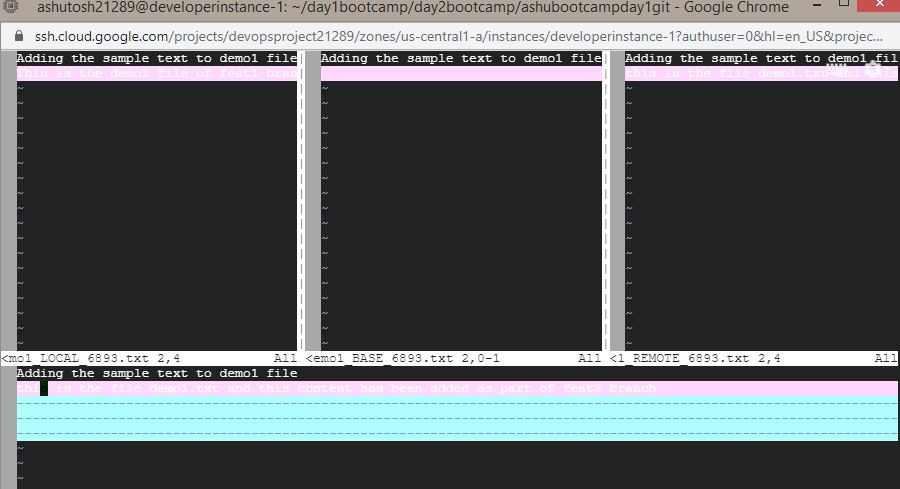 ashutosh21289@developerinstance-1: ~/day1bootcamp/day2bootcamp/ashubootcampday1git - Google Chrome
ssh.cloud.google.com/projects/devopsproject21289/zones/us-central1-a/instances/developerinstance-1?authuser=0&hl=en_US&projec...
Adding the sample text to demo1 file
This is the demo1 file of feat1 bran
Adding the sample text to demo1 file
Adding the sample text to demo1 fil
this is the file demo1.txt and this
<mo1_LOCAL_6893.txt 2,4 All
<emo1_BASE_6893.txt 2,0-1 All
<1_REMOTE_6893.txt 2,4 All
Adding the sample text to demo1 file
this is the file demo1.txt and this content has been added as part of feat2 branch